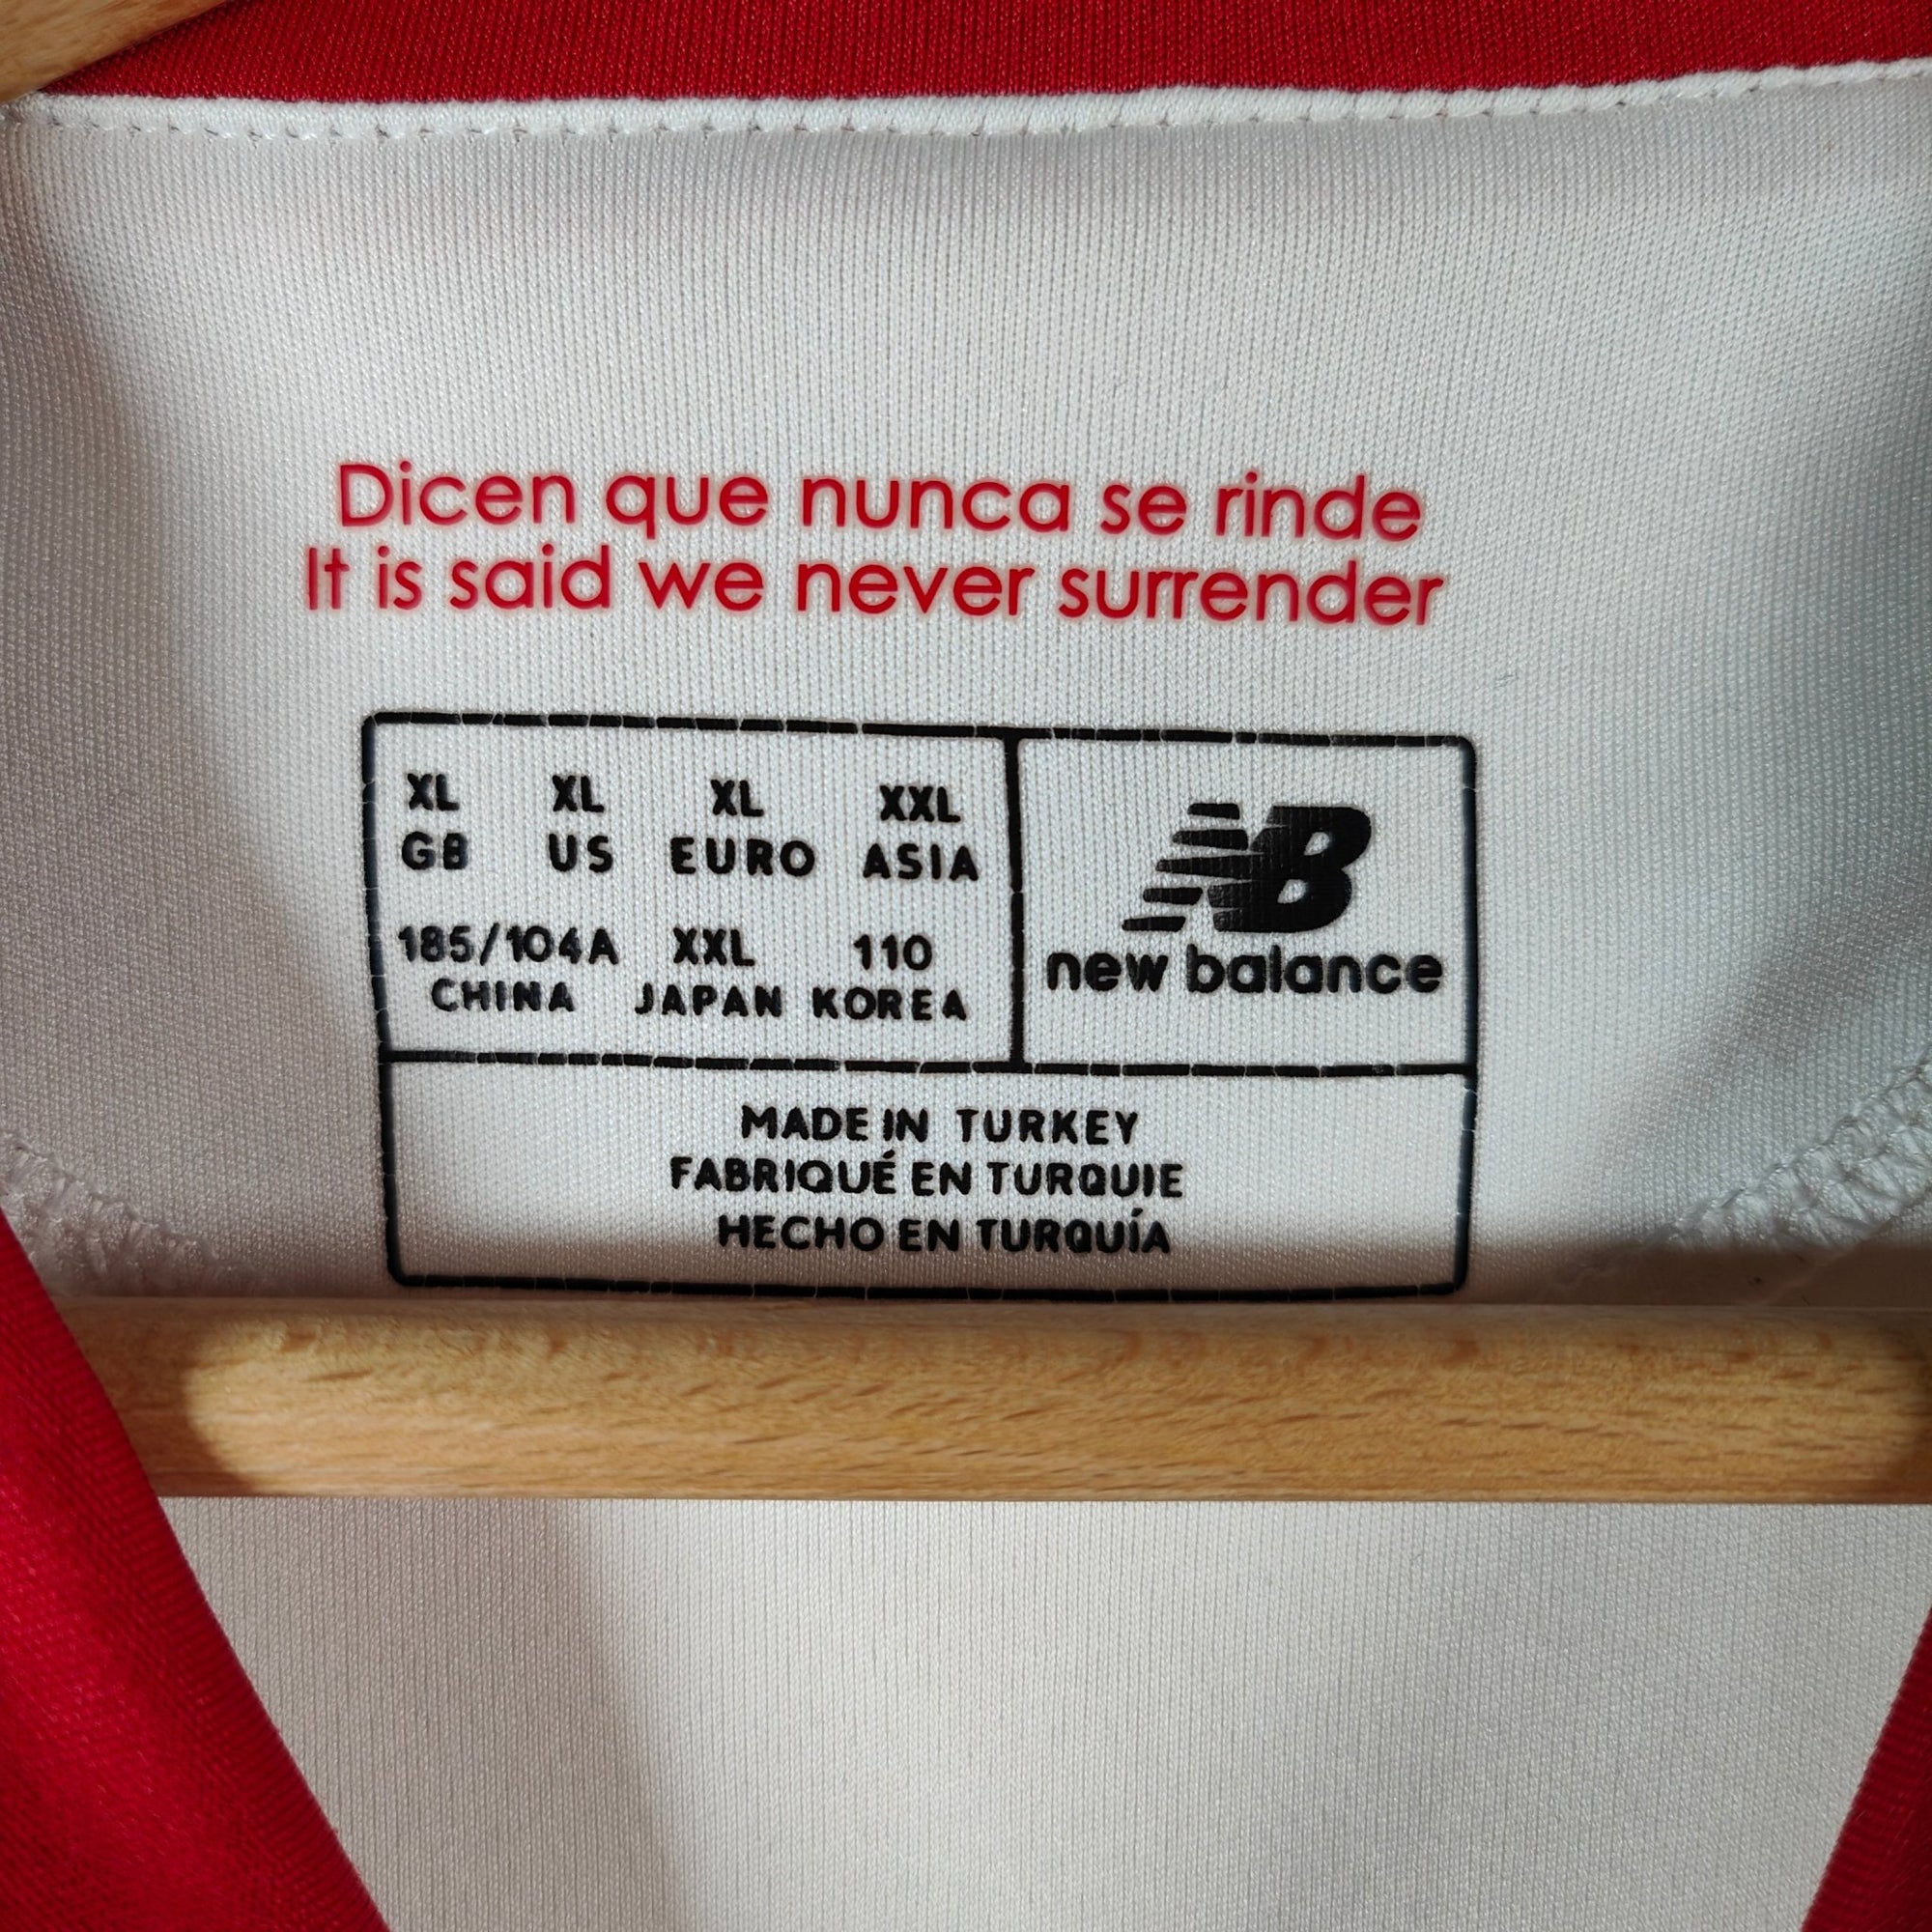 Dicen que nunca se rinde
It is said we never surrender
XL XL XL XXL
GB US EURO ASIA
185/104A XXL 110
CHINA JAPAN KOREA
NB
new balance
MADE IN TURKEY
FABRIQUÉ EN TURQUIE
HECHO EN TURQUÍA